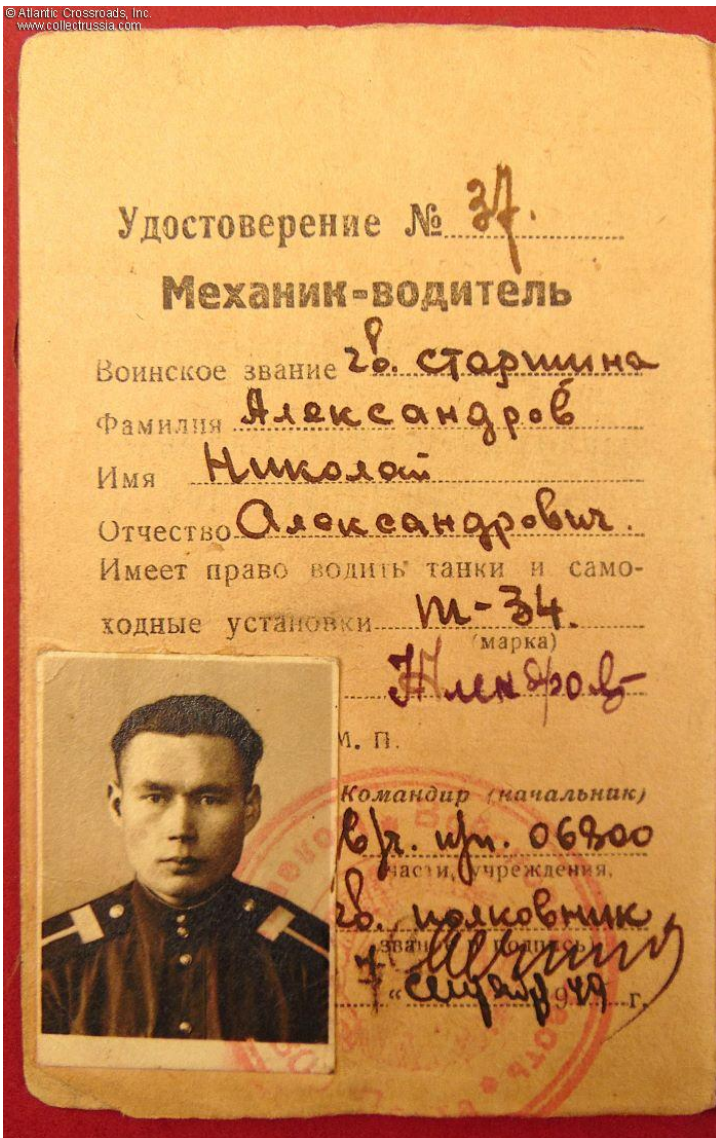 © Atlantic Crossroads, Inc.
www.collectrussia.com
Удостоверение № 37.
Механик-водитель
Воинское звание гв. старшина
Фамилия Александров
Имя Николай
Отчество Александрович.
Имеет право водить танки и само-
ходные установки Т-34.
(марка)
М. П.
Командир (начальник)
в/ч. п/п. 06800
части, учреждения,
гв. полковник
звание и подпись
7 " 1949 г.